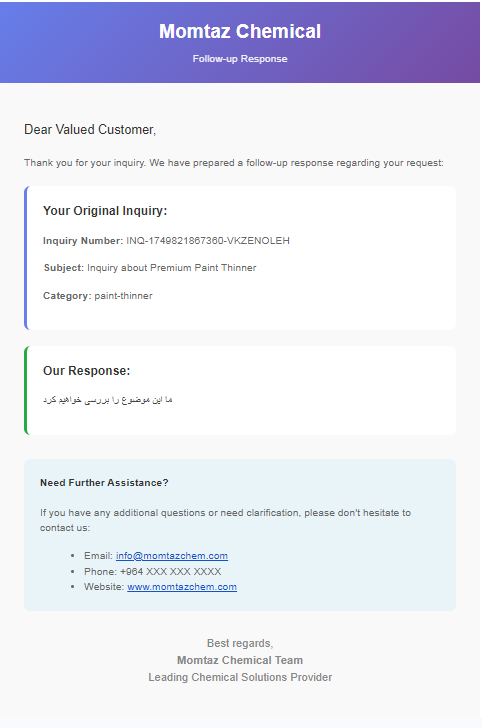 Momtaz Chemical
Follow-up Response
Dear Valued Customer,
Thank you for your inquiry. We have prepared a follow-up response regarding your request:
Your Original Inquiry:
Inquiry Number: INQ-1749821867360-VKZENOLEH
Subject: Inquiry about Premium Paint Thinner
Category: paint-thinner
Our Response:
ما این موضوع را بررسی خواهیم کرد
Need Further Assistance?
If you have any additional questions or need clarification, please don't hesitate to
contact us:
• Email: info@momtazchem.com
• Phone: +964 XXX XXX XXXX
• Website: www.momtazchem.com
Best regards,
Momtaz Chemical Team
Leading Chemical Solutions Provider